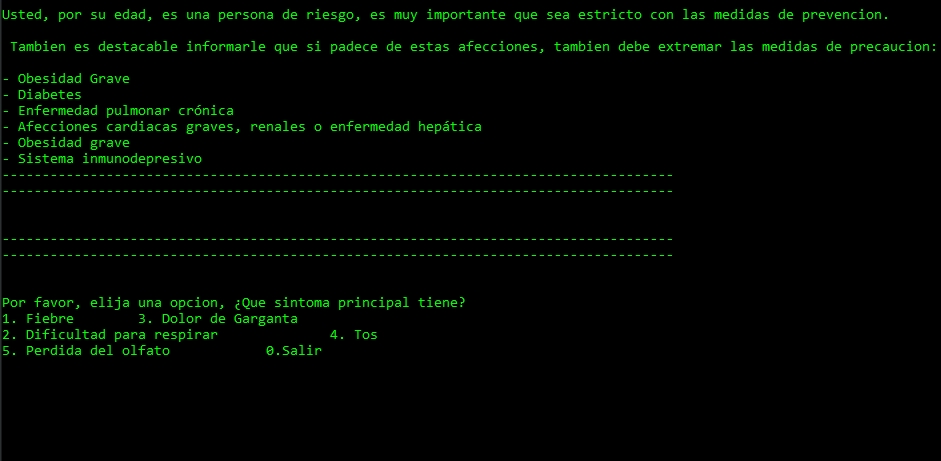 Usted, por su edad, es una persona de riesgo, es muy importante que sea estricto con las medidas de prevencion.
Tambien es destacable informarle que si padece de estas afecciones, tambien debe extremar las medidas de precaucion:
- Obesidad Grave
- Diabetes
- Enfermedad pulmonar crónica
- Afecciones cardiacas graves, renales o enfermedad hepática
- Obesidad grave
- Sistema inmunodepresivo
------------------------------------------------------------------------------------
------------------------------------------------------------------------------------
------------------------------------------------------------------------------------
------------------------------------------------------------------------------------
Por favor, elija una opcion, ¿Que sintoma principal tiene?
1. Fiebre        3. Dolor de Garganta
2. Dificultad para respirar              4. Tos
5. Perdida del olfato            0.Salir